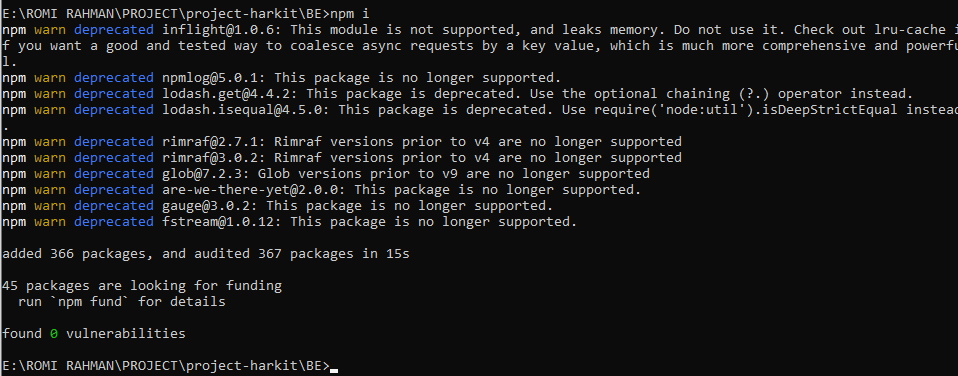 E:\ROMI RAHMAN\PROJECT\project-harkit\BE>npm i
npm warn deprecated inflight@1.0.6: This module is not supported, and leaks memory. Do not use it. Check out lru-cache i
f you want a good and tested way to coalesce async requests by a key value, which is much more comprehensive and powerfu
l.
npm warn deprecated npmlog@5.0.1: This package is no longer supported.
npm warn deprecated lodash.get@4.4.2: This package is deprecated. Use the optional chaining (?.) operator instead.
npm warn deprecated lodash.isequal@4.5.0: This package is deprecated. Use require('node:util').isDeepStrictEqual instead
.
npm warn deprecated rimraf@2.7.1: Rimraf versions prior to v4 are no longer supported
npm warn deprecated rimraf@3.0.2: Rimraf versions prior to v4 are no longer supported
npm warn deprecated glob@7.2.3: Glob versions prior to v9 are no longer supported
npm warn deprecated are-we-there-yet@2.0.0: This package is no longer supported.
npm warn deprecated gauge@3.0.2: This package is no longer supported.
npm warn deprecated fstream@1.0.12: This package is no longer supported.
added 366 packages, and audited 367 packages in 15s
45 packages are looking for funding
  run `npm fund` for details
found 0 vulnerabilities
E:\ROMI RAHMAN\PROJECT\project-harkit\BE>